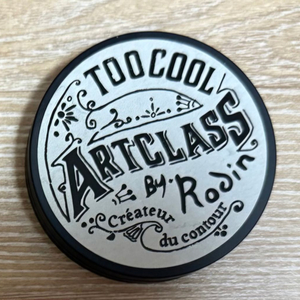 TOO COOL
ARTCLASS
By. Rodin
Créateur
du contour